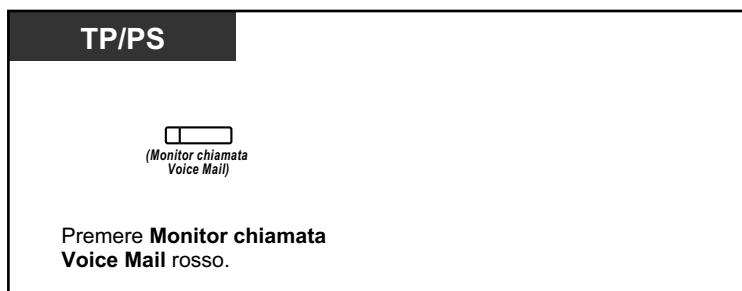 TP/PS
(Monitor chiamata
Voice Mail)
Premere Monitor chiamata
Voice Mail rosso.